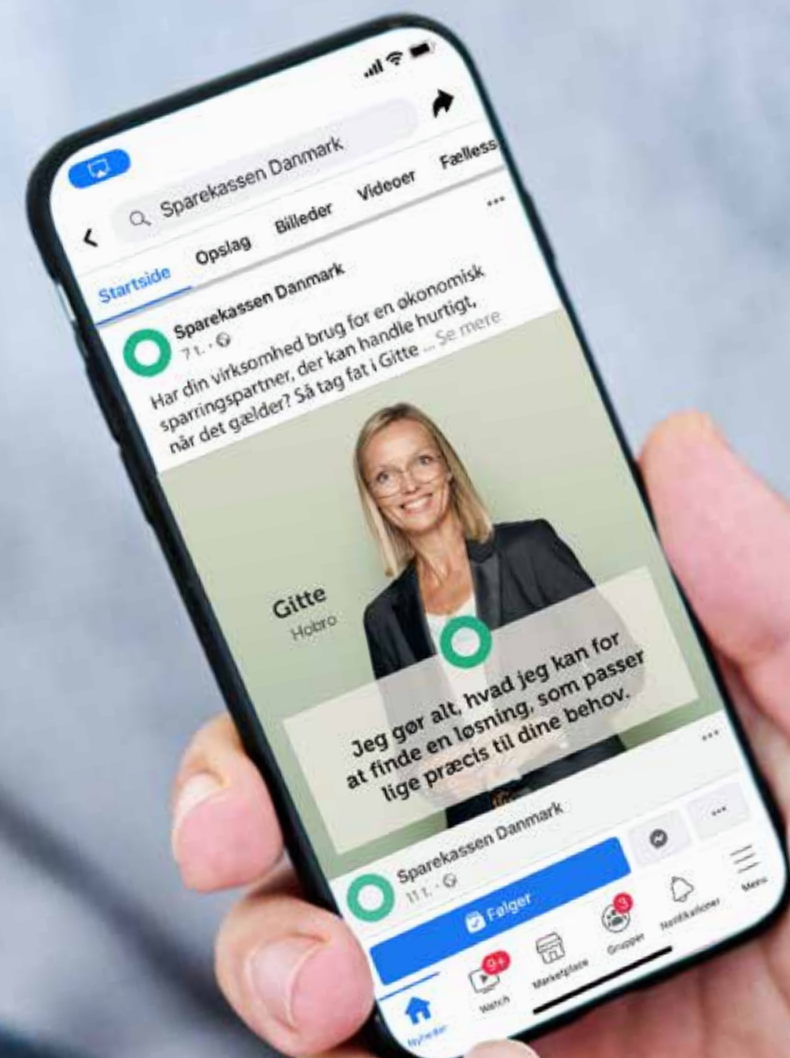 Sparekassen Danmark
Startside Opslag Billeder Videoer Fælless
Sparekassen Danmark
7 t. ·
Har din virksomhed brug for en økonomisk
sparringspartner, der kan handle hurtigt,
når det gælder? Så tag fat i Gitte ... Se mere
Gitte
Hobro
Jeg gør alt, hvad jeg kan for
at finde en løsning, som passer
lige præcis til dine behov.
Sparekassen Danmark
11 t. ·
Følger
9+
3
Nyheder Watch Marketplace Grupper Notifikationer Menu